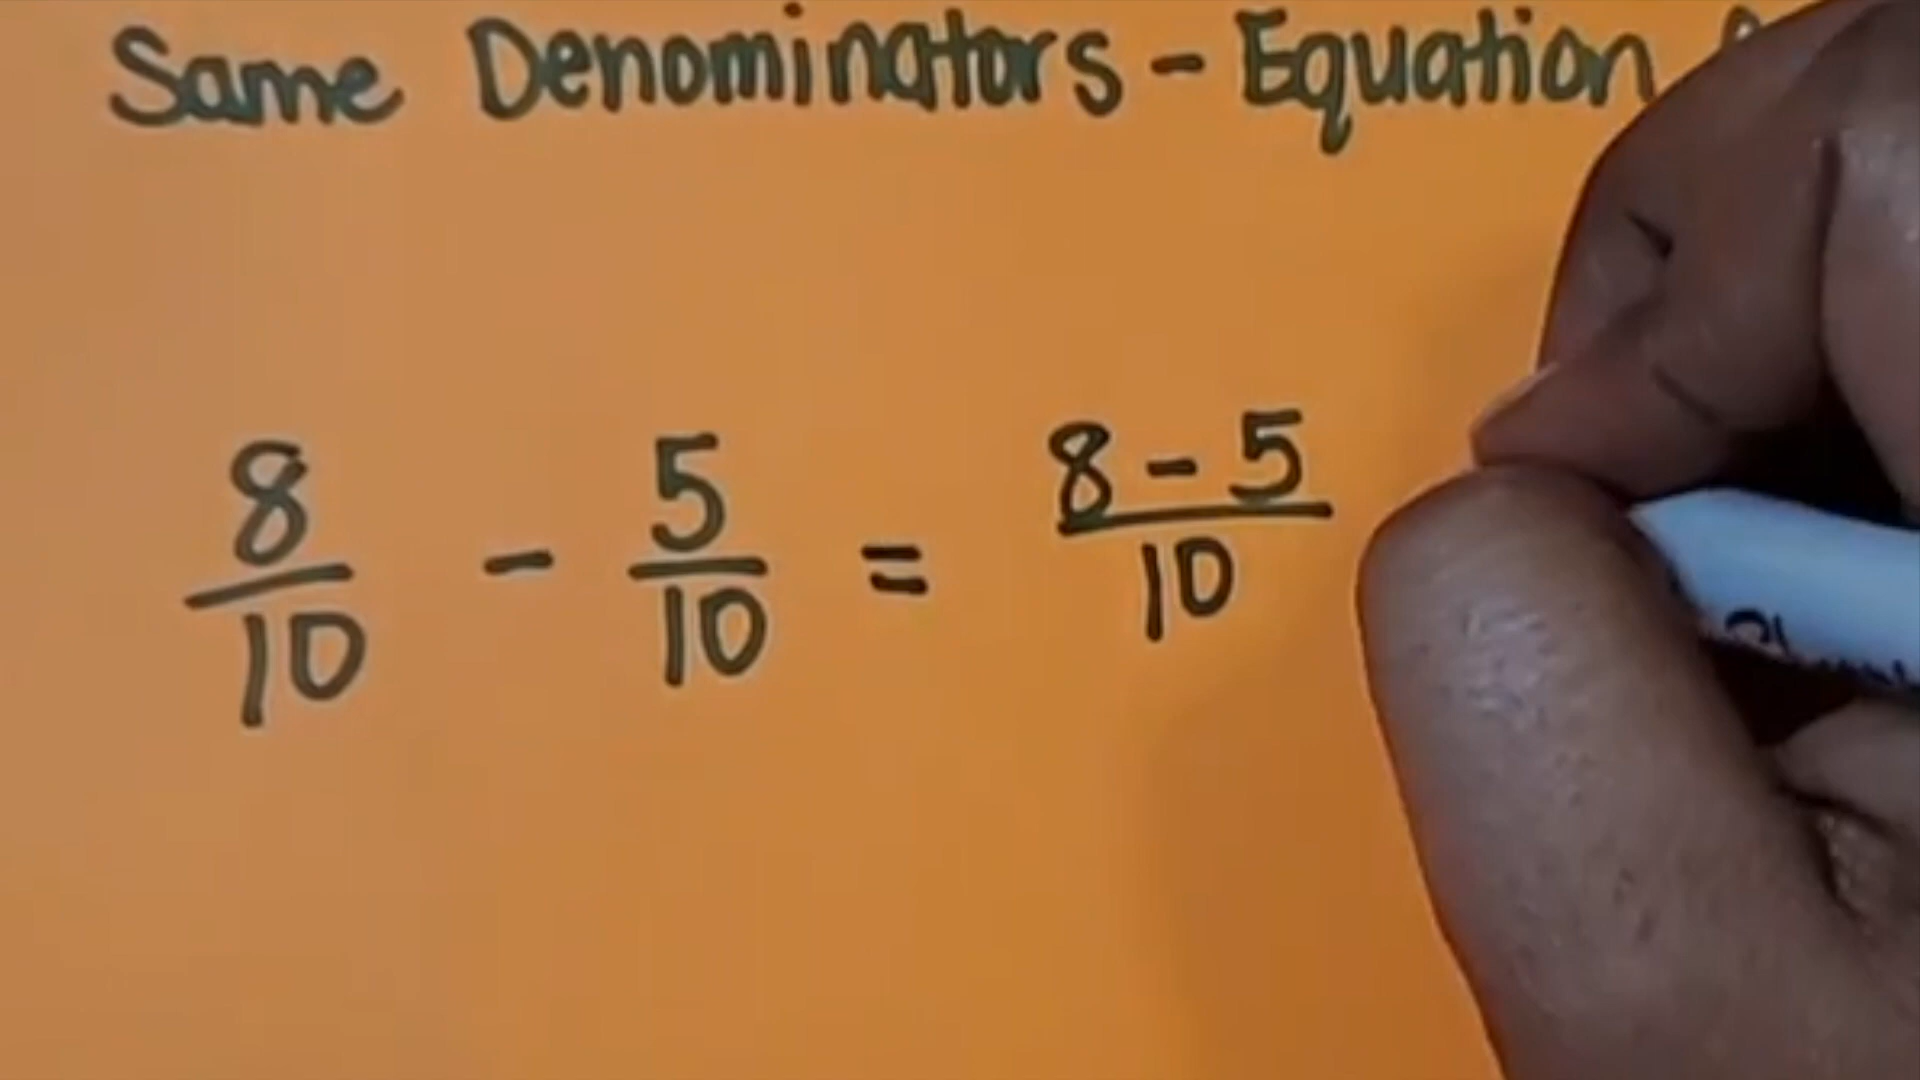 Same Denominators - Equation
8/10 - 5/10 = 8 - 5/10